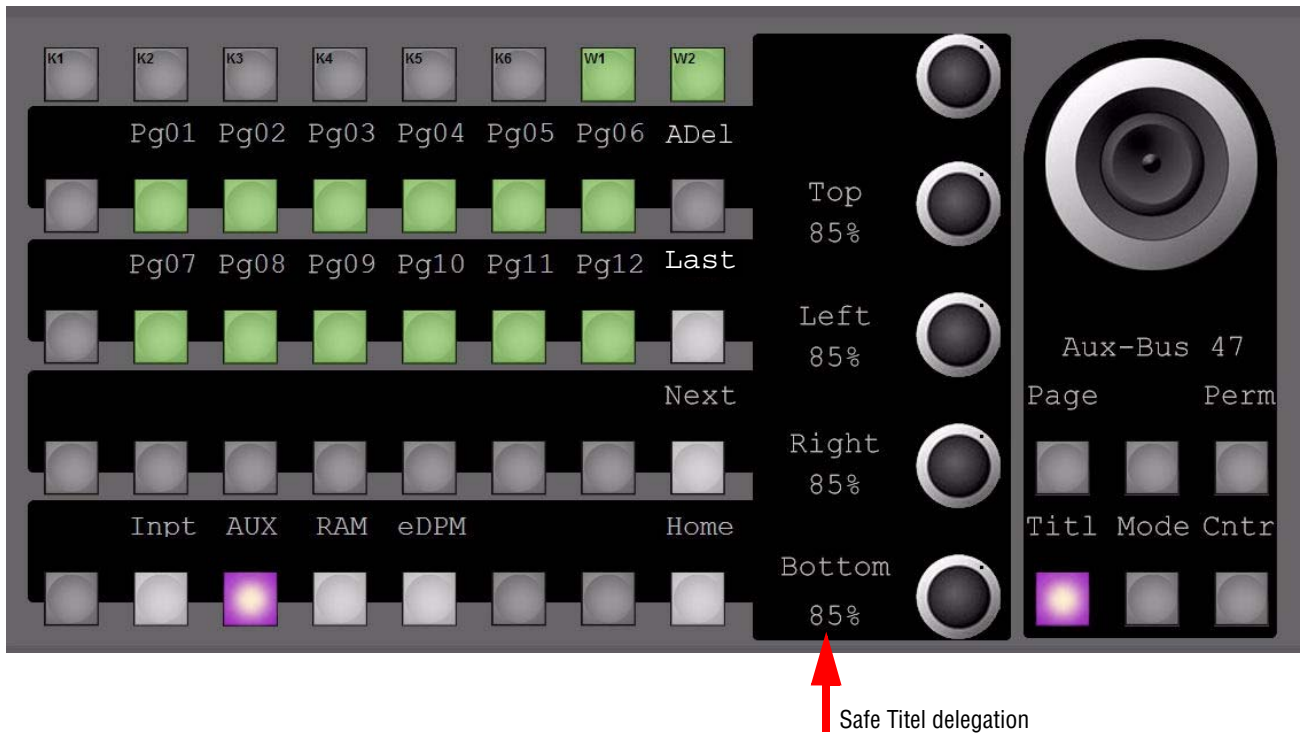 K1 K2 K3 K4 K5 K6 W1 W2
Pg01 Pg02 Pg03 Pg04 Pg05 Pg06 ADel
Pg07 Pg08 Pg09 Pg10 Pg11 Pg12 Last
Next
Inpt AUX RAM eDPM Home
Top
85%
Left
85%
Right
85%
Bottom
85%
Aux-Bus 47
Page Perm
Titl Mode Cntr
Safe Titel delegation